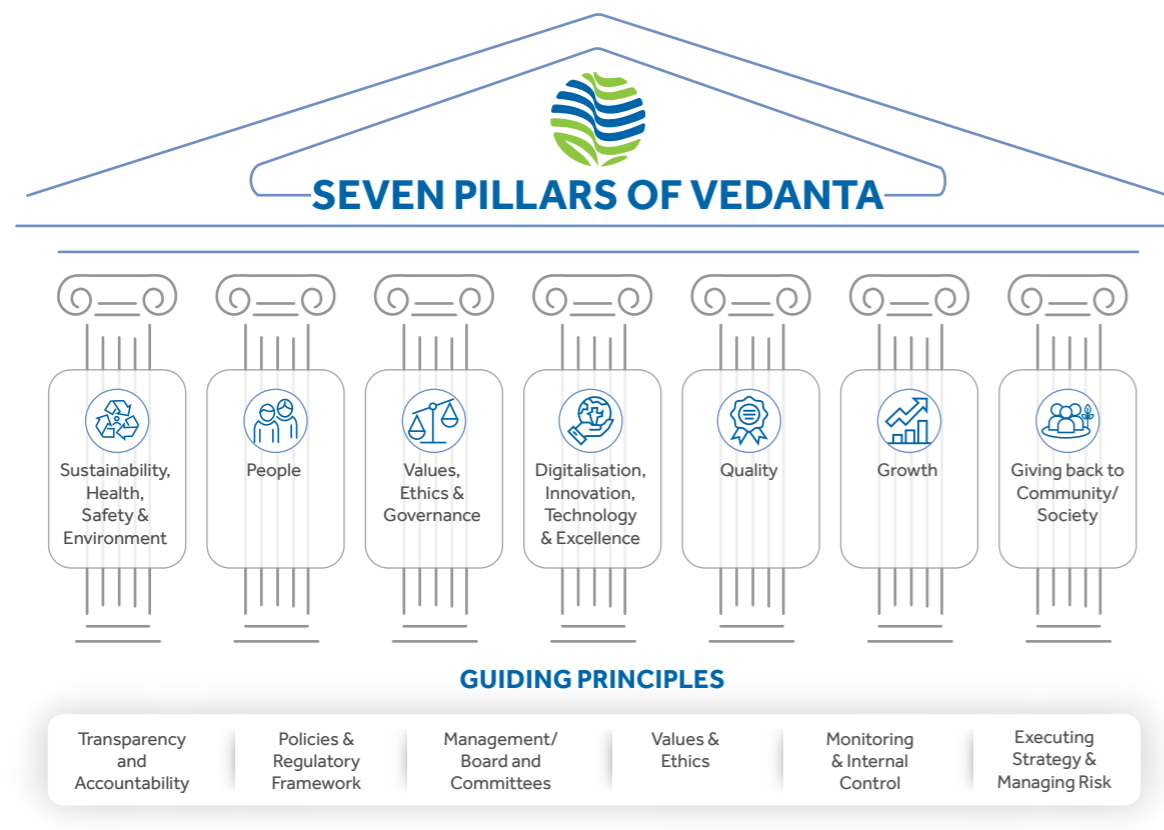 SEVEN PILLARS OF VEDANTA
Sustainability,
Health,
Safety &
Environment
People
Values,
Ethics &
Governance
Digitalisation,
Innovation,
Technology
& Excellence
Quality
Growth
Giving back to
Community/
Society
GUIDING PRINCIPLES
Transparency
and
Accountability
Policies &
Regulatory
Framework
Management/
Board and
Committees
Values &
Ethics
Monitoring
& Internal
Control
Executing
Strategy &
Managing Risk